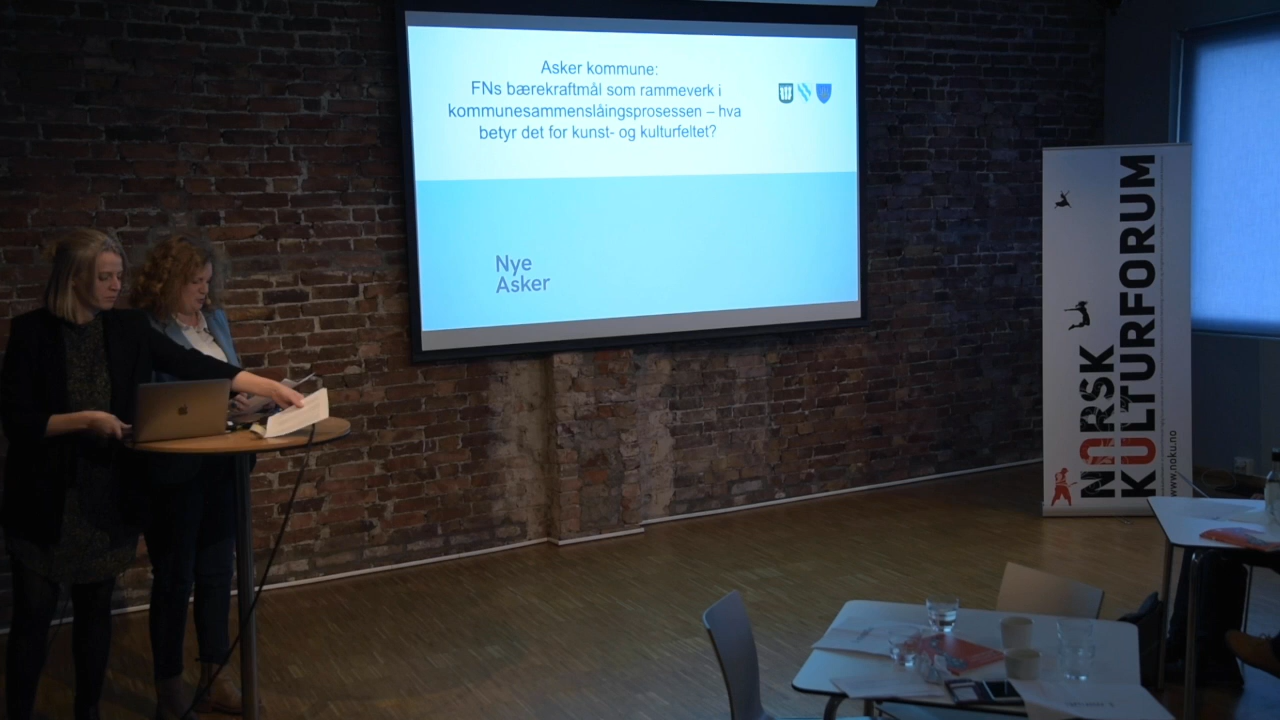 Asker kommune:
FNs bærekraftmål som rammeverk i
kommunesammenslåingsprosessen – hva
betyr det for kunst- og kulturfeltet?
Nye
Asker
NORSK
KULTURFORUM
www.noku.no